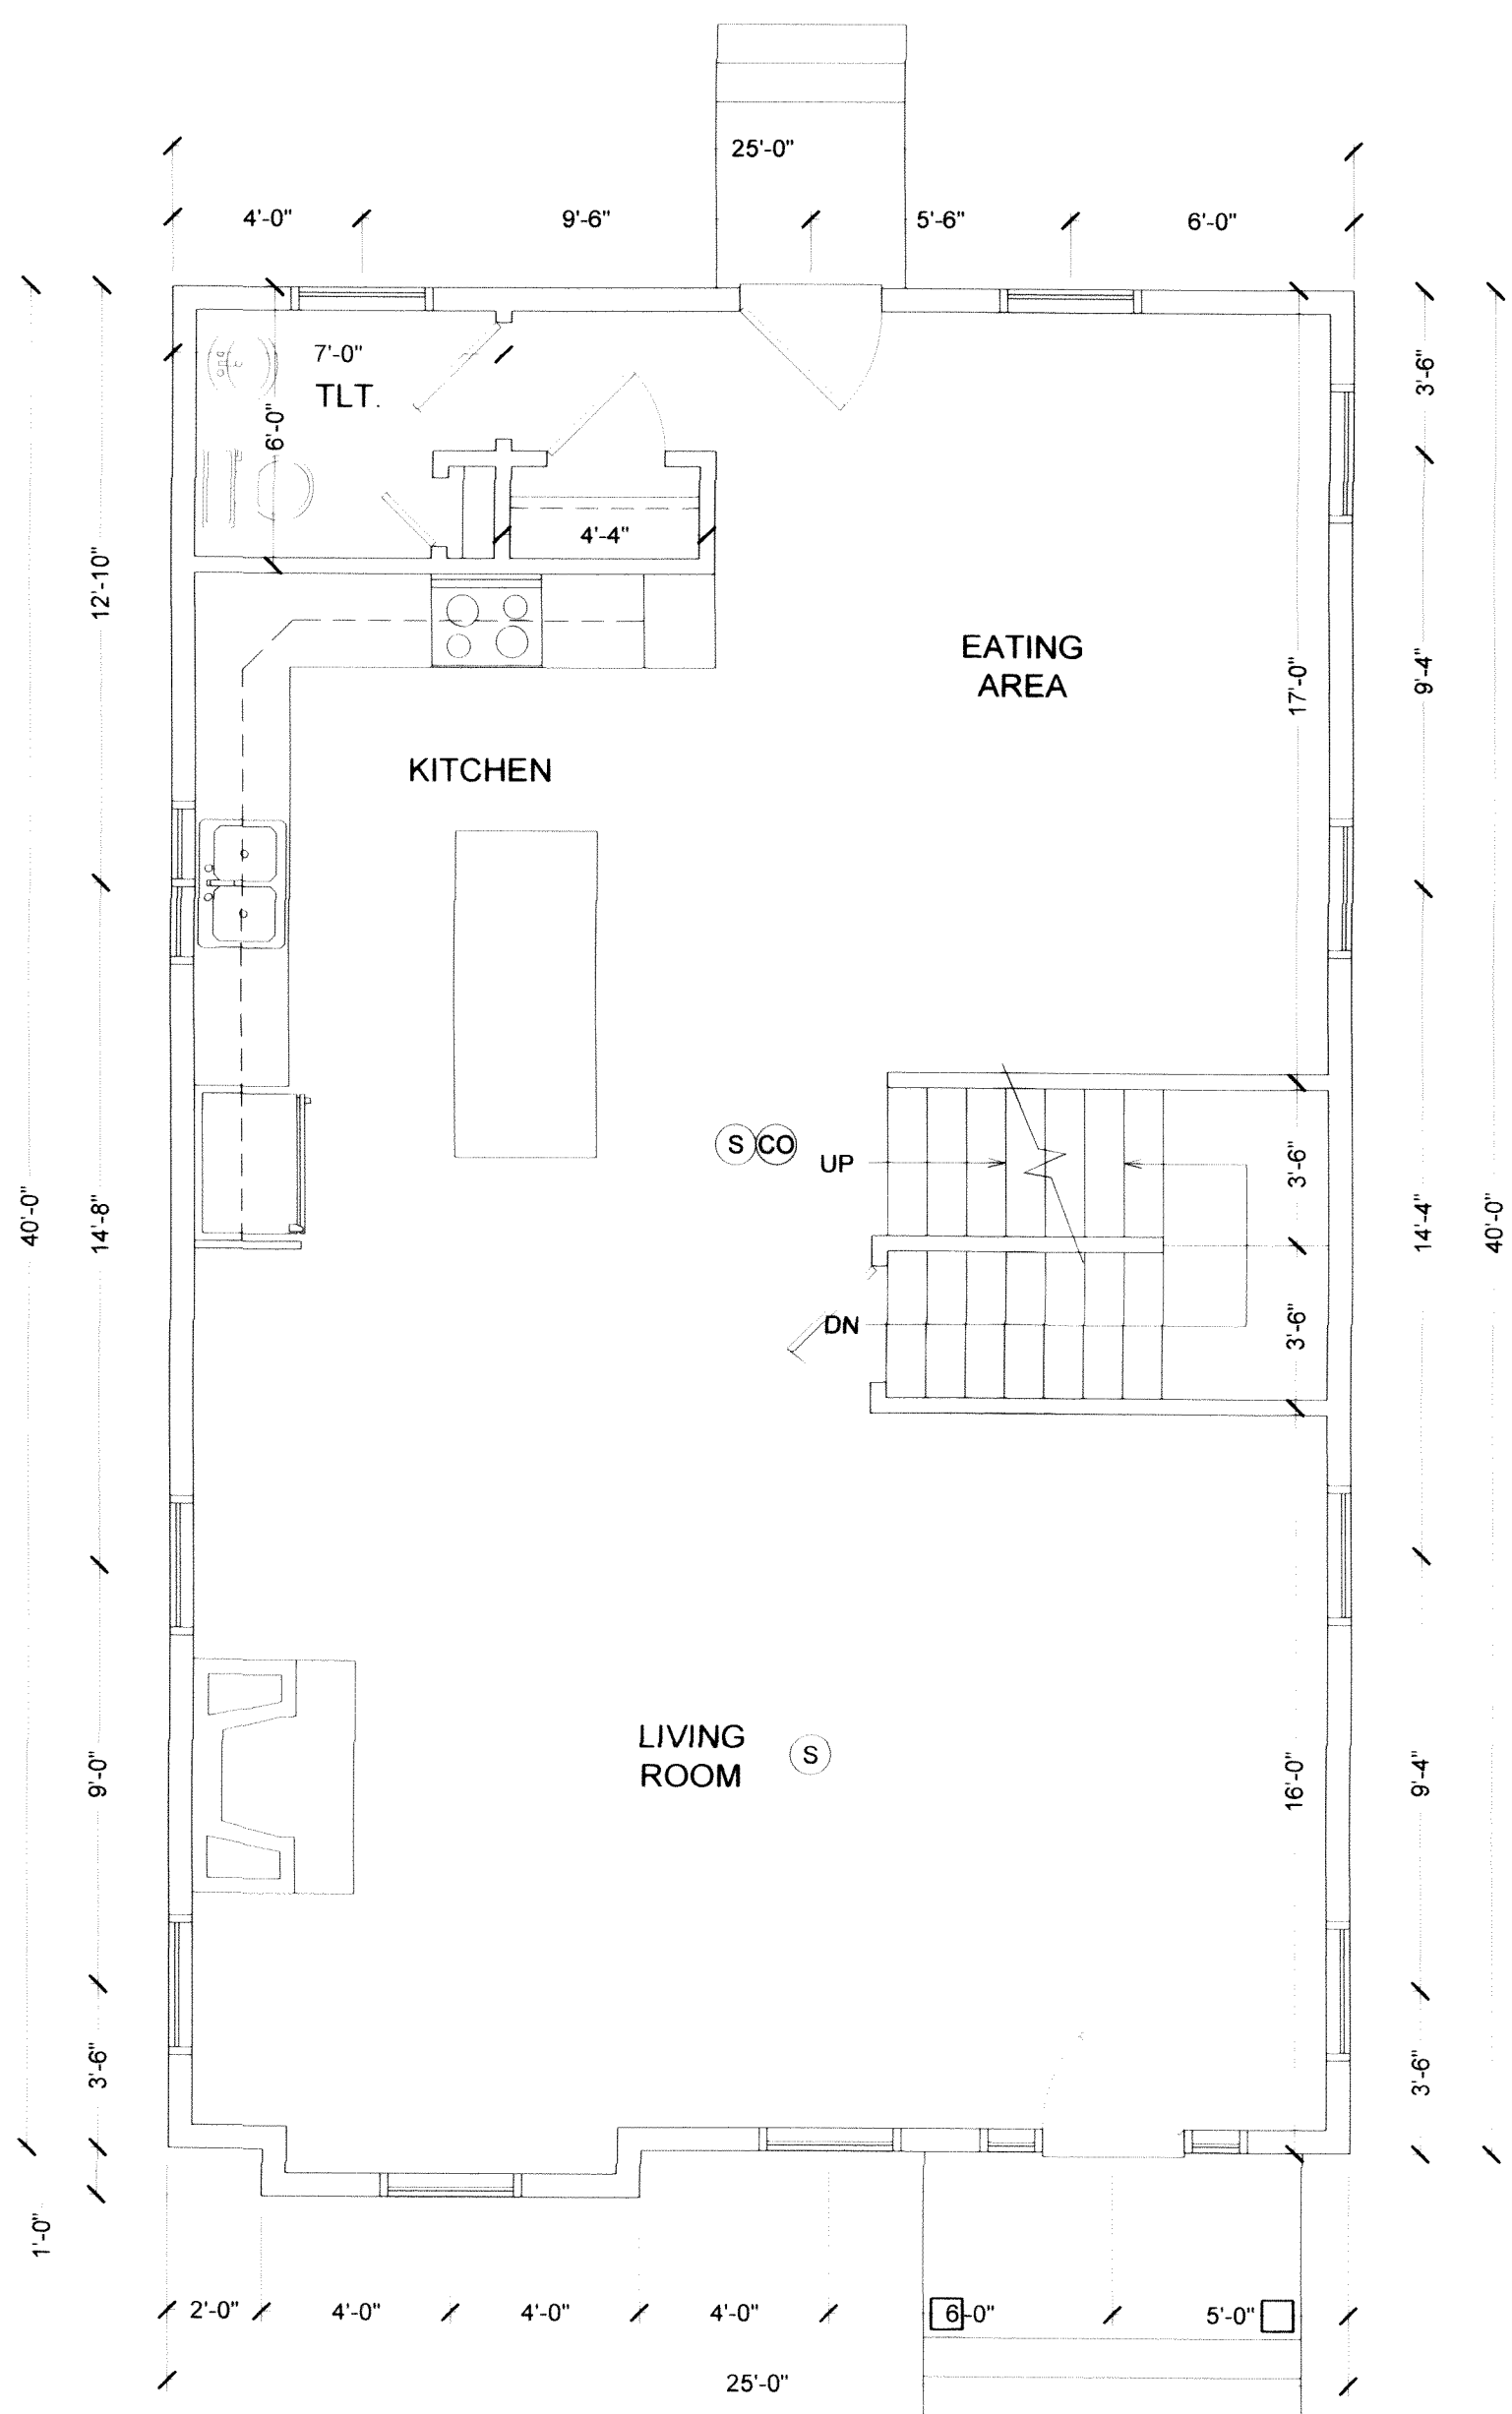 25'-0"
4'-0" 9'-6" 5'-6" 6'-0"
7'-0"
TLT.
6'-0"
3'-6"
4'-4"
12'-10"
EATING
AREA
17'-0"
9'-4"
KITCHEN
S CO
UP
3'-6"
40'-0"
14'-8"
14'-4"
40'-0"
DN
3'-6"
LIVING
ROOM
S
9'-0"
16'-0"
9'-4"
3'-6"
3'-6"
1'-0"
2'-0" 4'-0" 4'-0" 4'-0" 6'-0" 5'-0"
25'-0"